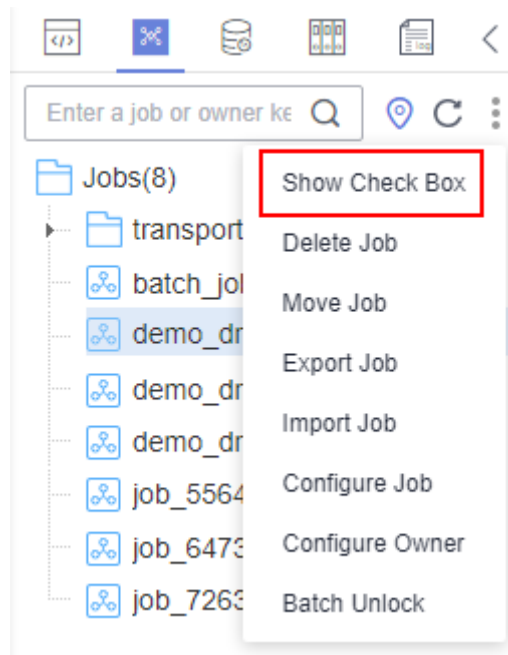 </>
log
Enter a job or owner ke
Jobs(8)
Show Check Box
transport
Delete Job
batch_jol
Move Job
demo_dr
Export Job
demo_dr
Import Job
demo_dr
job_5564
Configure Job
job_6473
Configure Owner
job_7263
Batch Unlock